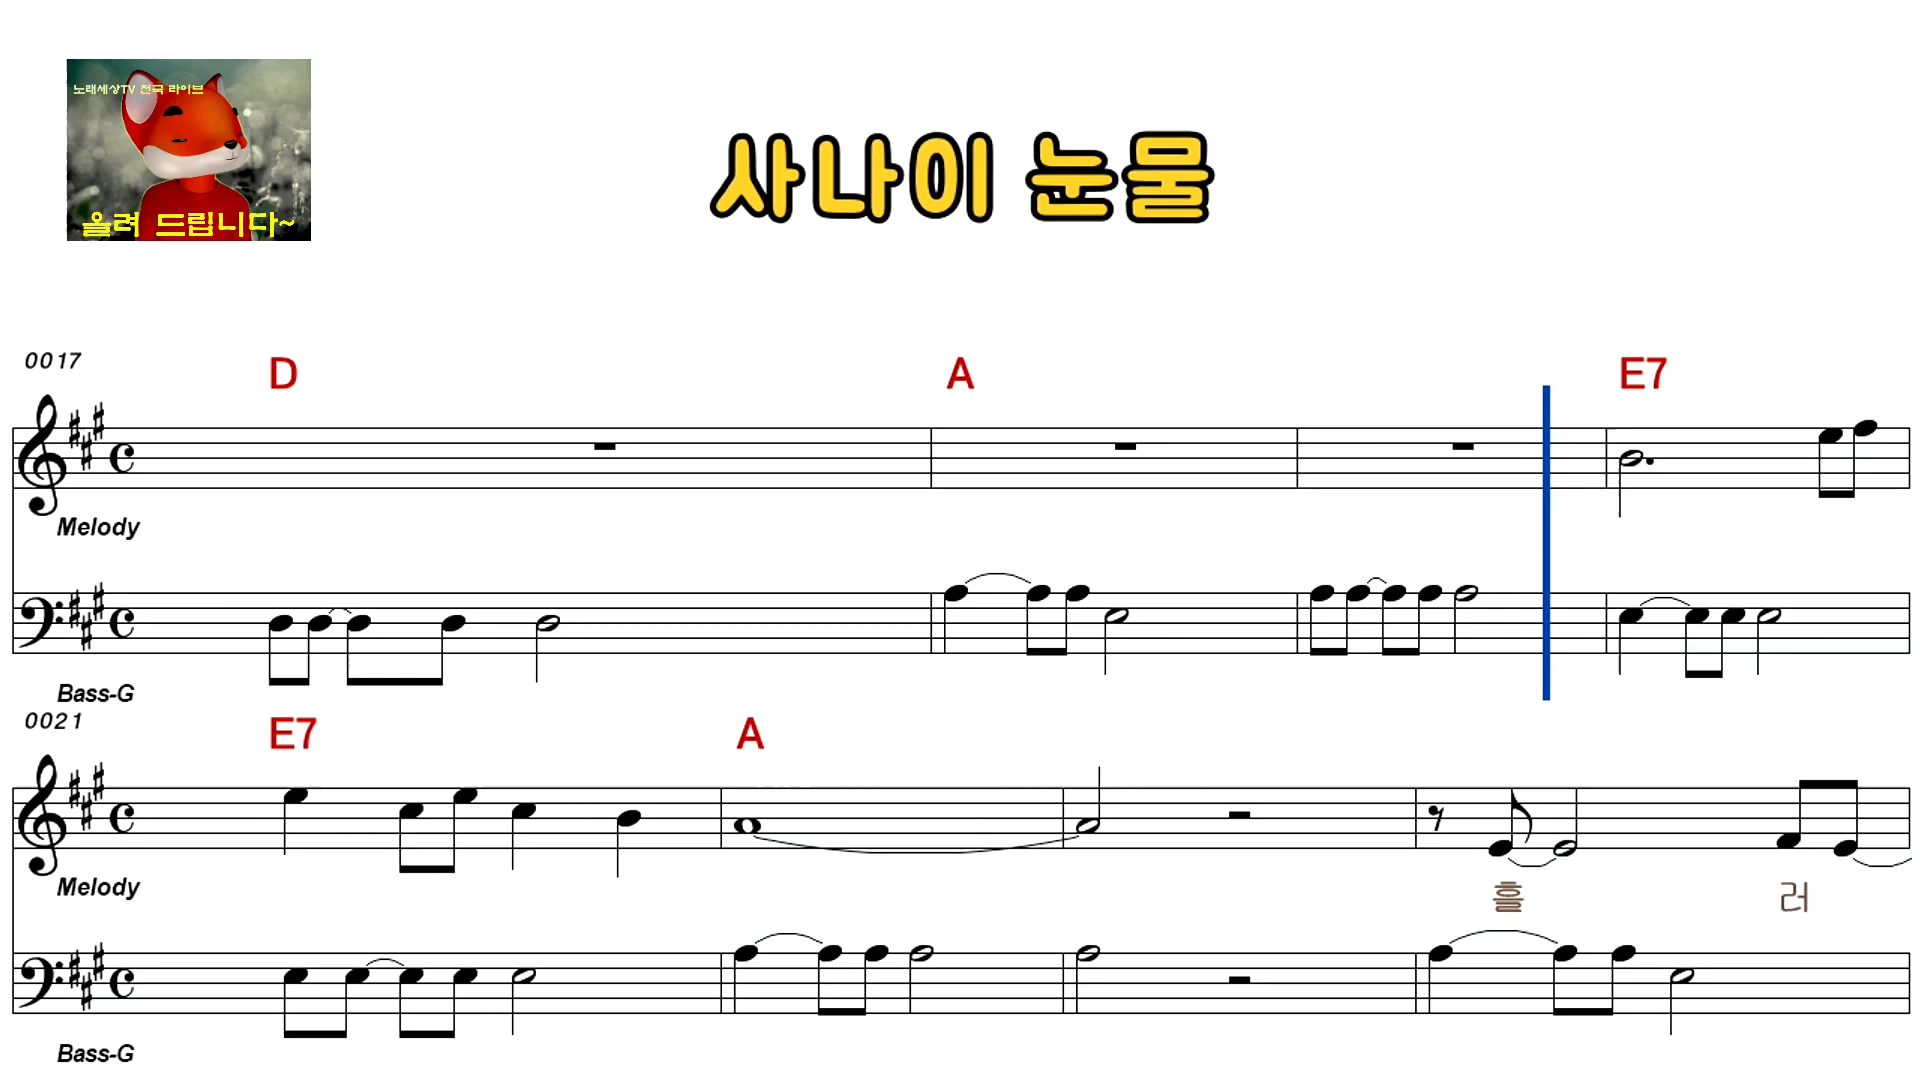 노래세상TV 전국 라이브
올려 드립니다~
사나이 눈물
0017
D A E7
Melody
Bass-G
0021
E7 A
Melody
흘 러
Bass-G